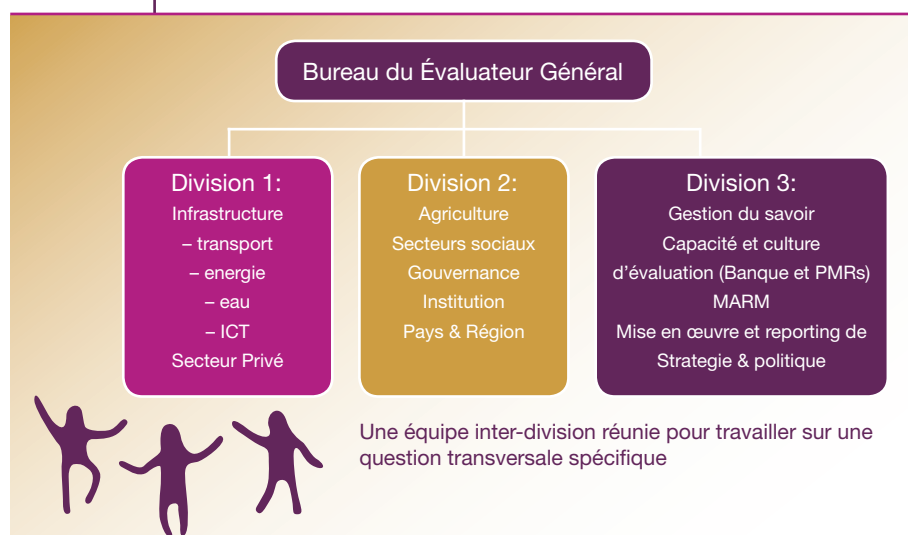 Bureau du Évaluateur Général
Division 1:
Infrastructure
– transport
– energie
– eau
– ICT
Secteur Privé
Division 2:
Agriculture
Secteurs sociaux
Gouvernance
Institution
Pays & Région
Division 3:
Gestion du savoir
Capacité et culture
d'évaluation (Banque et PMRs)
MARM
Mise en œuvre et reporting de
Strategie & politique
Une équipe inter-division réunie pour travailler sur une
question transversale spécifique